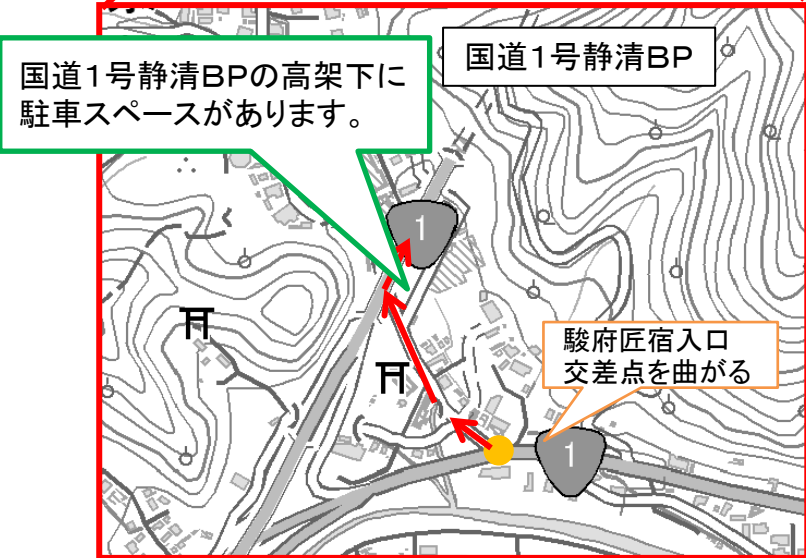 国道1号静清BP
国道1号静清BPの高架下に
駐車スペースがあります。
1
駿府匠宿入口
交差点を曲がる
1